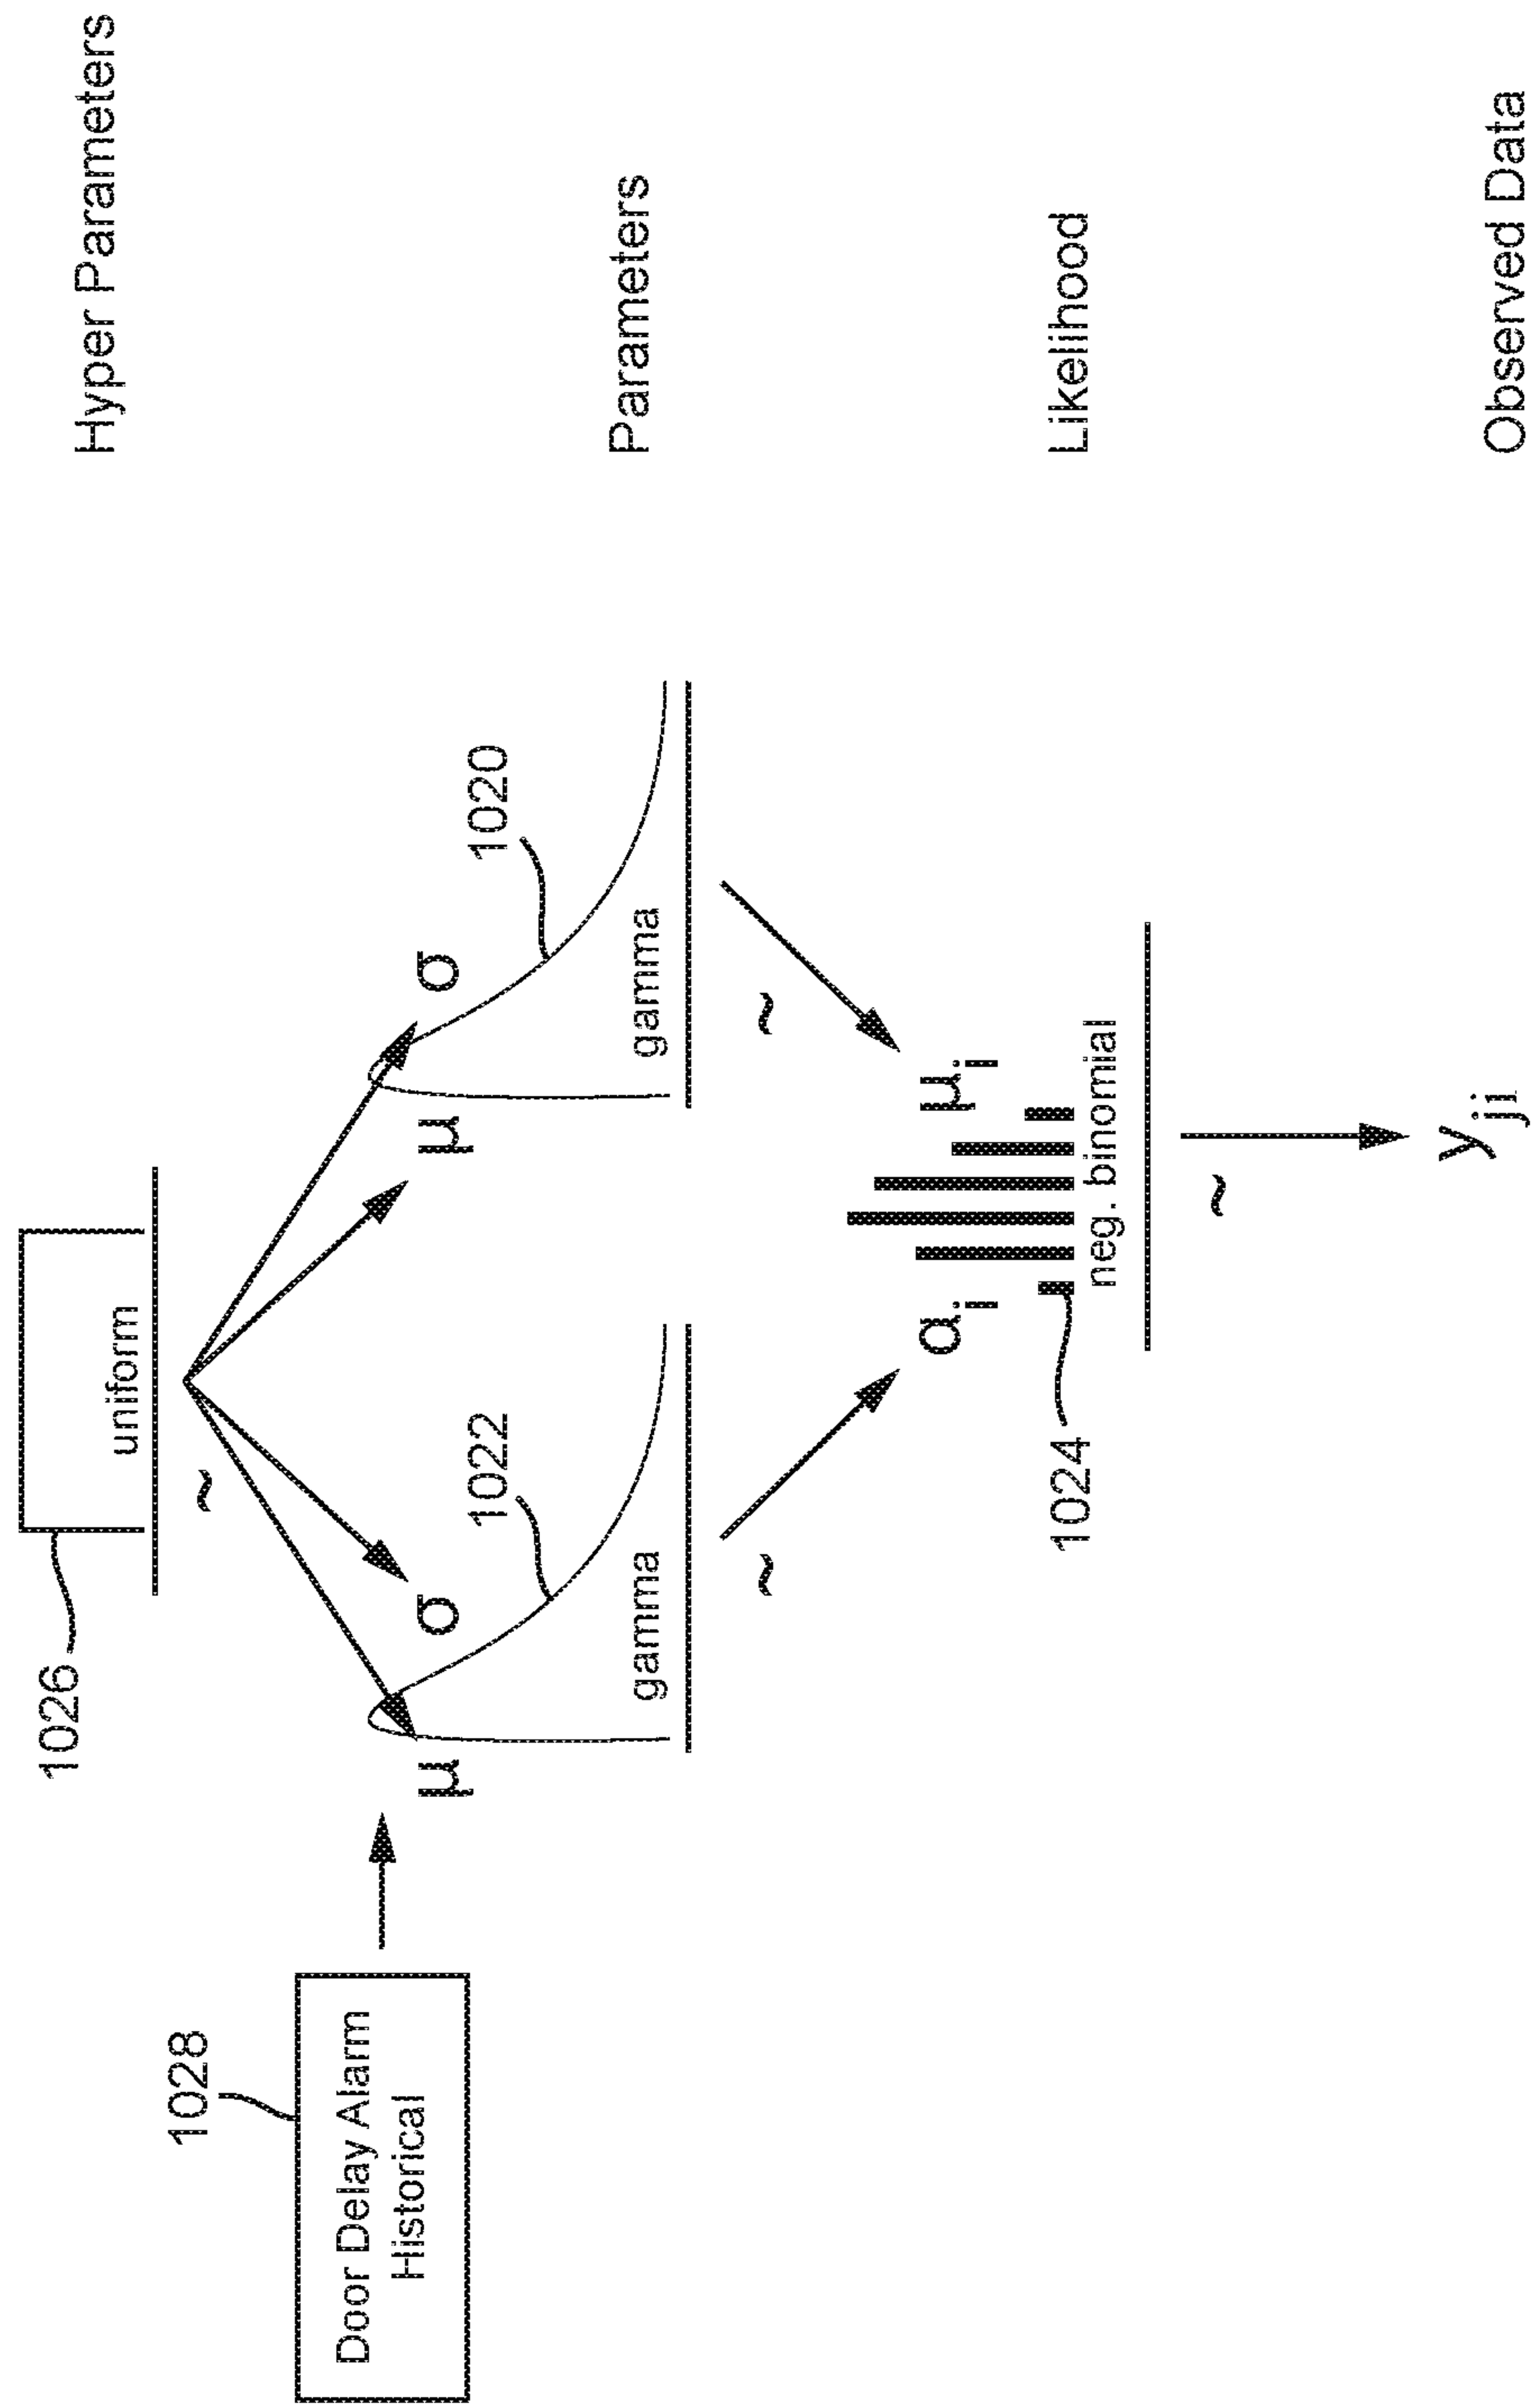 Hyper Parameters
1026
uniform
~
1028
Door Delay Alarm
Historical
μ
σ
μ
σ
1022
1020
gamma
gamma
Parameters
~
~
α i
μ i
1024
neg. binomial
Likelihood
~
y ji
Observed Data